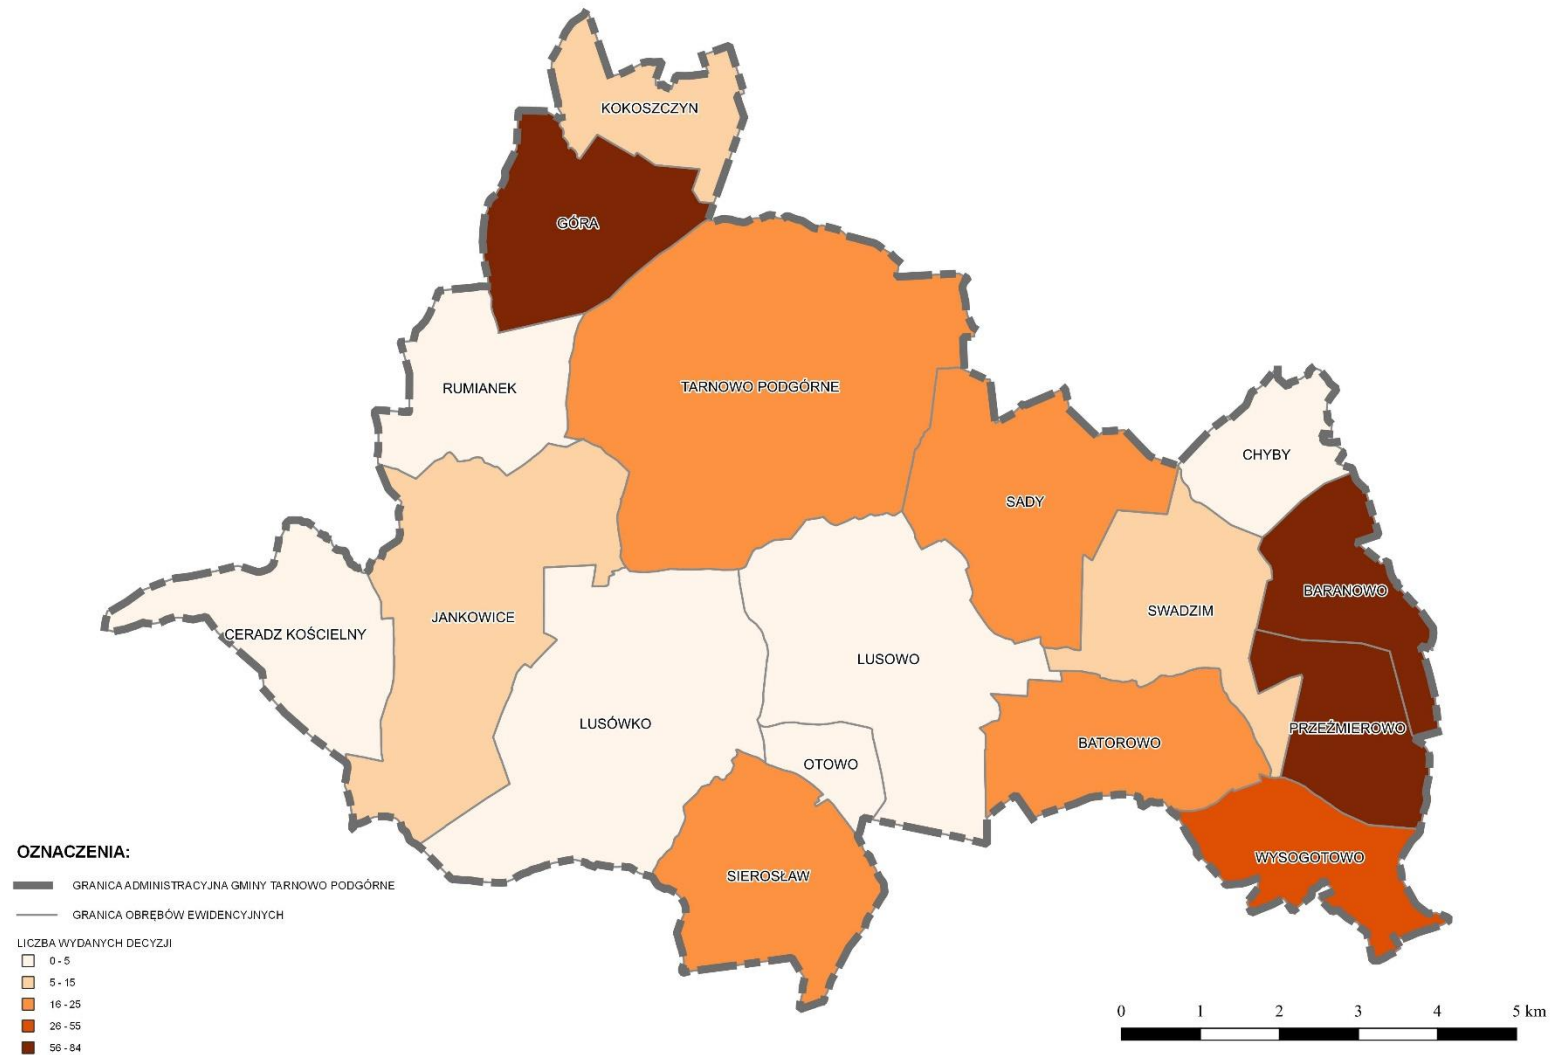 KOKOSZCZYN
GÓRA
RUMIANEK
TARNOWO PODGÓRNE
CHYBY
SADY
BARANOWO
SWADZIM
JANKOWICE
CERADZ KOŚCIELNY
LUSOWO
LUSÓWKO
PRZEŹMIEROWO
BATOROWO
OTOWO
WYSOGOTOWO
SIEROSŁAW
OZNACZENIA:
GRANICA ADMINISTRACYJNA GMINY TARNOWO PODGÓRNE
GRANICA OBRĘBÓW EWIDENCYJNYCH
LICZBA WYDANYCH DECYZJI
0 - 5
5 - 15
16 - 25
26 - 55
56 - 84
0 1 2 3 4 5 km